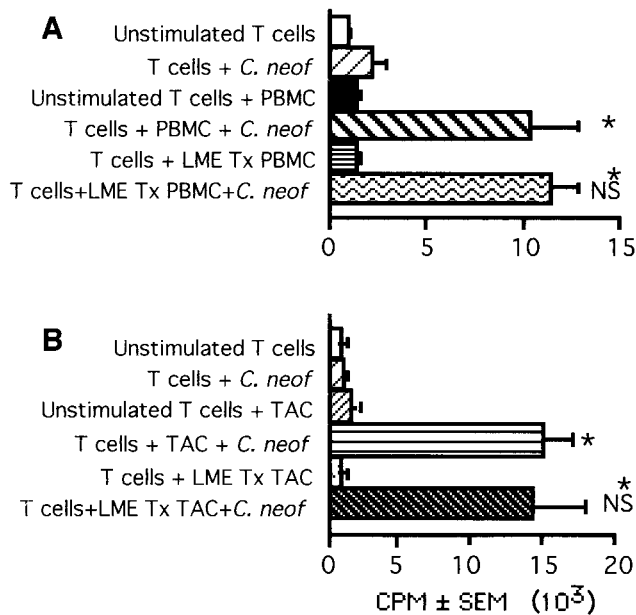 A
Unstimulated T cells
T cells + C. neof
Unstimulated T cells + PBMC
T cells + PBMC + C. neof
*
T cells + LME Tx PBMC
T cells+LME Tx PBMC+C. neof
*
NS
0 5 10 15
B
Unstimulated T cells
T cells + C. neof
Unstimulated T cells + TAC
T cells + TAC + C. neof
*
T cells + LME Tx TAC
T cells+LME Tx TAC+C. neof
*
NS
0 5 10 15 20
CPM ± SEM (10³)